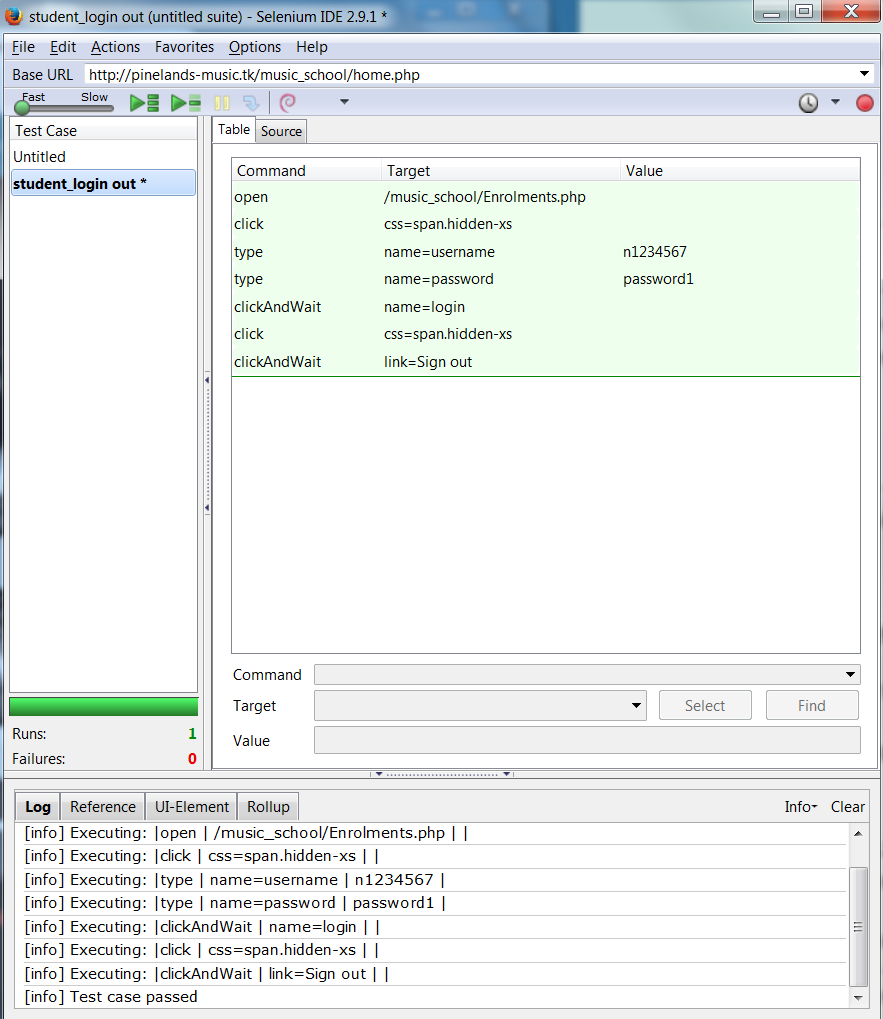 student_login out (untitled suite) - Selenium IDE 2.9.1 *
File Edit Actions Favorites Options Help
Base URL http://pinelands-music.tk/music_school/home.php
Fast Slow
Test Case
Untitled
student_login out *
Table Source
Command Target Value
open /music_school/Enrolments.php
click css=span.hidden-xs
type name=username n1234567
type name=password password1
clickAndWait name=login
click css=span.hidden-xs
clickAndWait link=Sign out
Command
Target Select Find
Value
Runs: 1
Failures: 0
Log Reference UI-Element Rollup Info Clear
[info] Executing: |open | /music_school/Enrolments.php | |
[info] Executing: |click | css=span.hidden-xs | |
[info] Executing: |type | name=username | n1234567 |
[info] Executing: |type | name=password | password1 |
[info] Executing: |clickAndWait | name=login | |
[info] Executing: |click | css=span.hidden-xs | |
[info] Executing: |clickAndWait | link=Sign out | |
[info] Test case passed